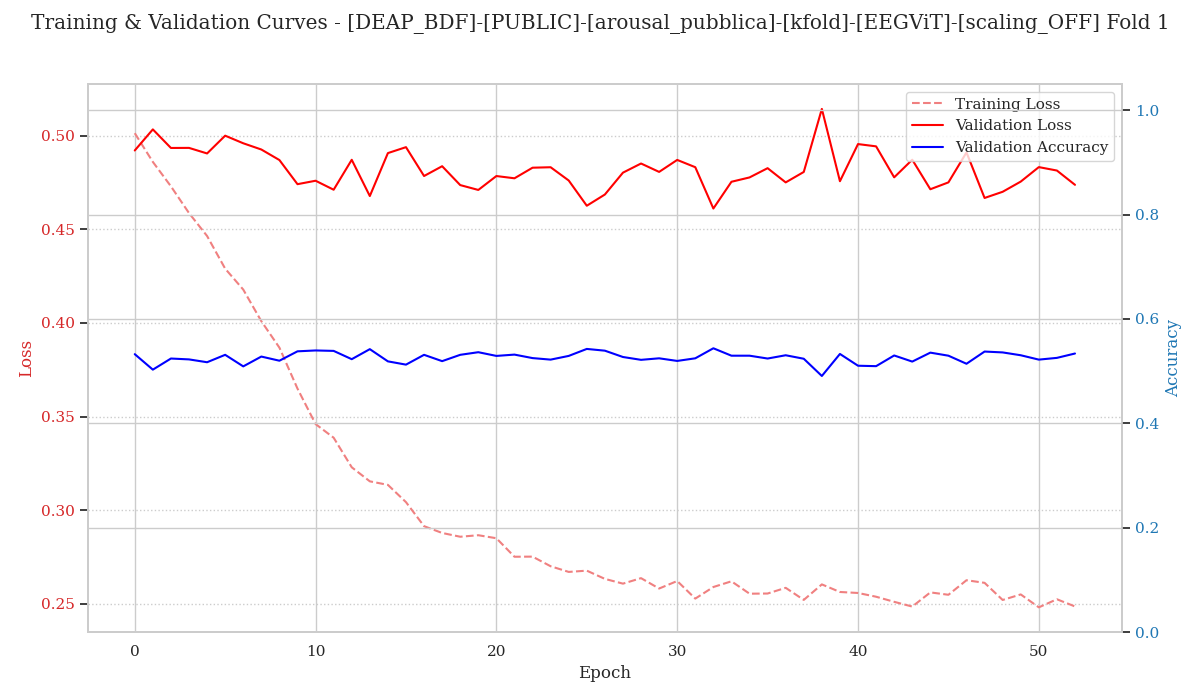 Training & Validation Curves - [DEAP_BDF]-[PUBLIC]-[arousal_pubblica]-[kfold]-[EEGViT]-[scaling_OFF] Fold 1
Training Loss
Validation Loss
Validation Accuracy
0.50
0.45
0.40
0.35
0.30
0.25
Loss
1.0
0.8
0.6
0.4
0.2
0.0
Accuracy
0 10 20 30 40 50
Epoch